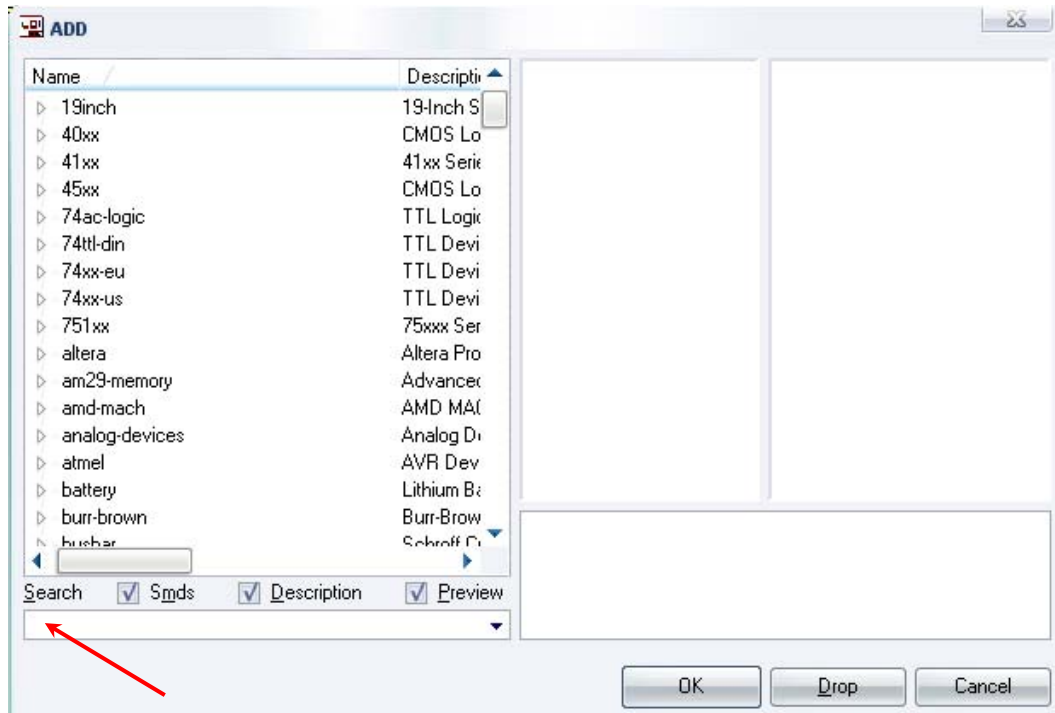 ADD
Name Descripti
19inch 19-Inch S
40xx CMOS Lo
41xx 41xx Serie
45xx CMOS Lo
74ac-logic TTL Logic
74ttl-din TTL Devi
74xx-eu TTL Devi
74xx-us TTL Devi
751xx 75xxx Ser
altera Altera Pro
am29-memory Advanced
amd-mach AMD MA
analog-devices Analog D
atmel AVR Dev
battery Lithium Ba
burr-brown Burr-Brow
busbar Schroff
Search Smds Description Preview
OK Drop Cancel